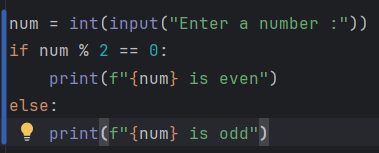 num = int(input("Enter a number :"))
if num % 2 == 0:
    print(f"{num} is even")
else:
    print(f"{num} is odd")